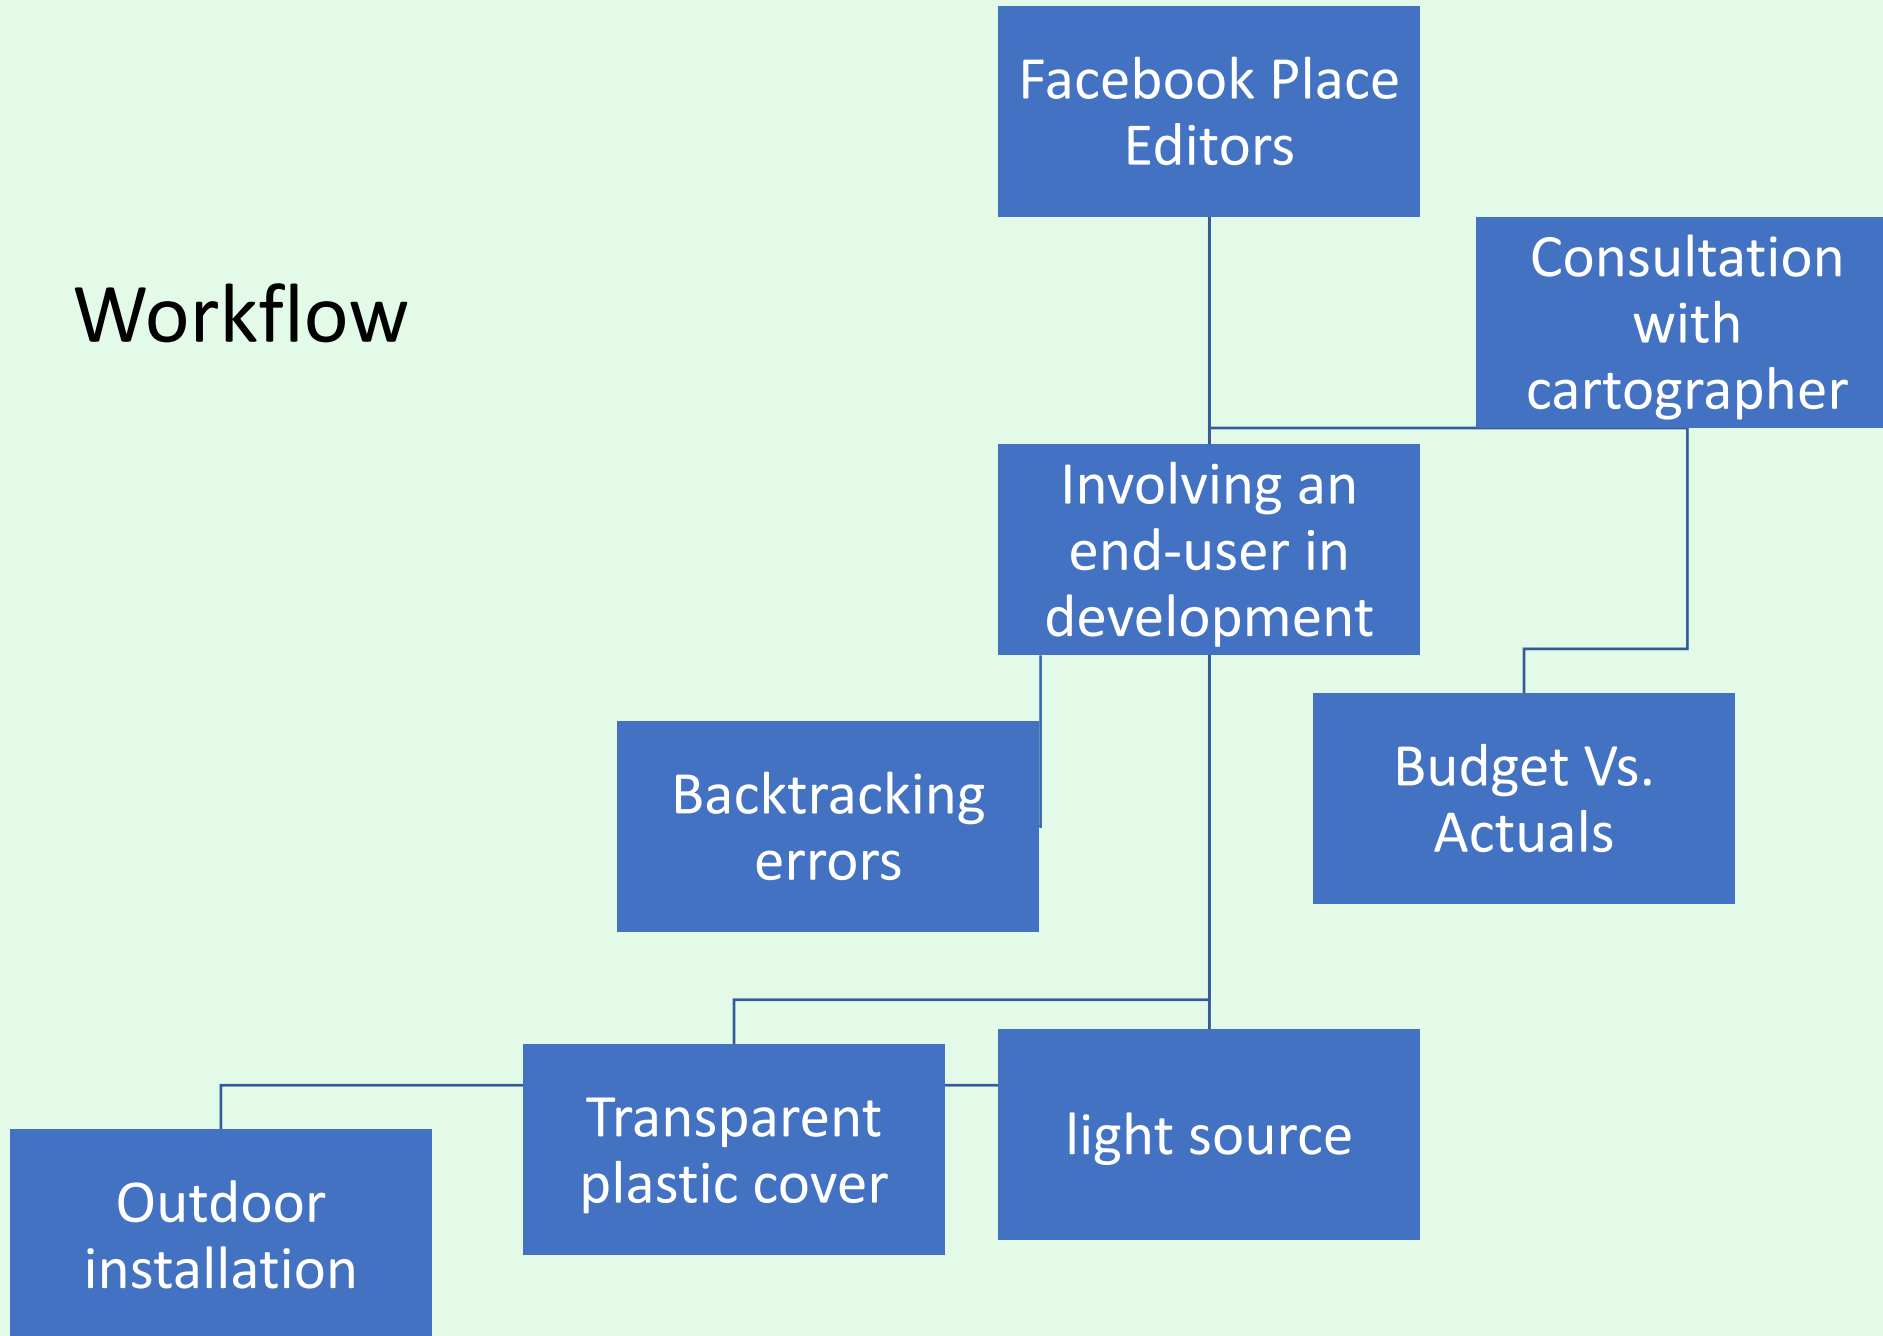 Facebook Place
Editors
Consultation
with
cartographer
Workflow
Involving an
end-user in
development
Backtracking
errors
Budget Vs.
Actuals
Transparent
plastic cover
light source
Outdoor
installation